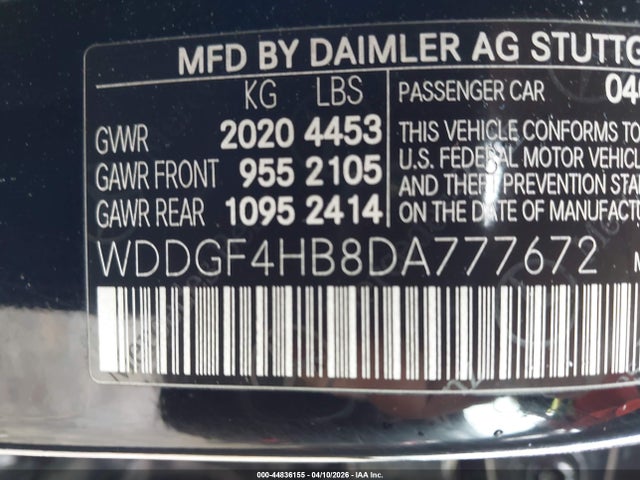 MFD BY DAIMLER AG STUTTG
KG LBS
GVWR 2020 4453
GAWR FRONT 955 2105
GAWR REAR 1095 2414
PASSENGER CAR 040
THIS VEHICLE CONFORMS TO
U.S. FEDERAL MOTOR VEHICL
AND THEFT PREVENTION STA
ON THE DATE OF MANUFACT
WDDGF4HB8DA777672
000-44836155 - 04/10/2026 - IAA Inc.